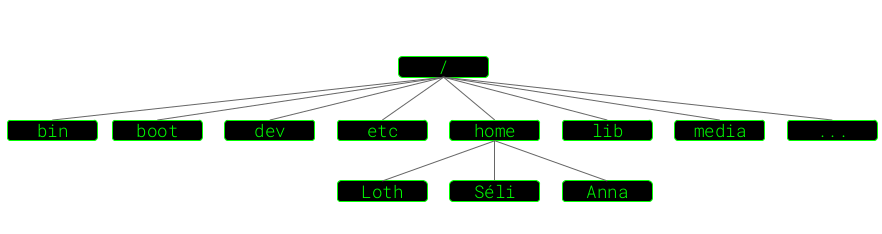 /
bin boot dev etc home lib media ...
Loth Séli Anna